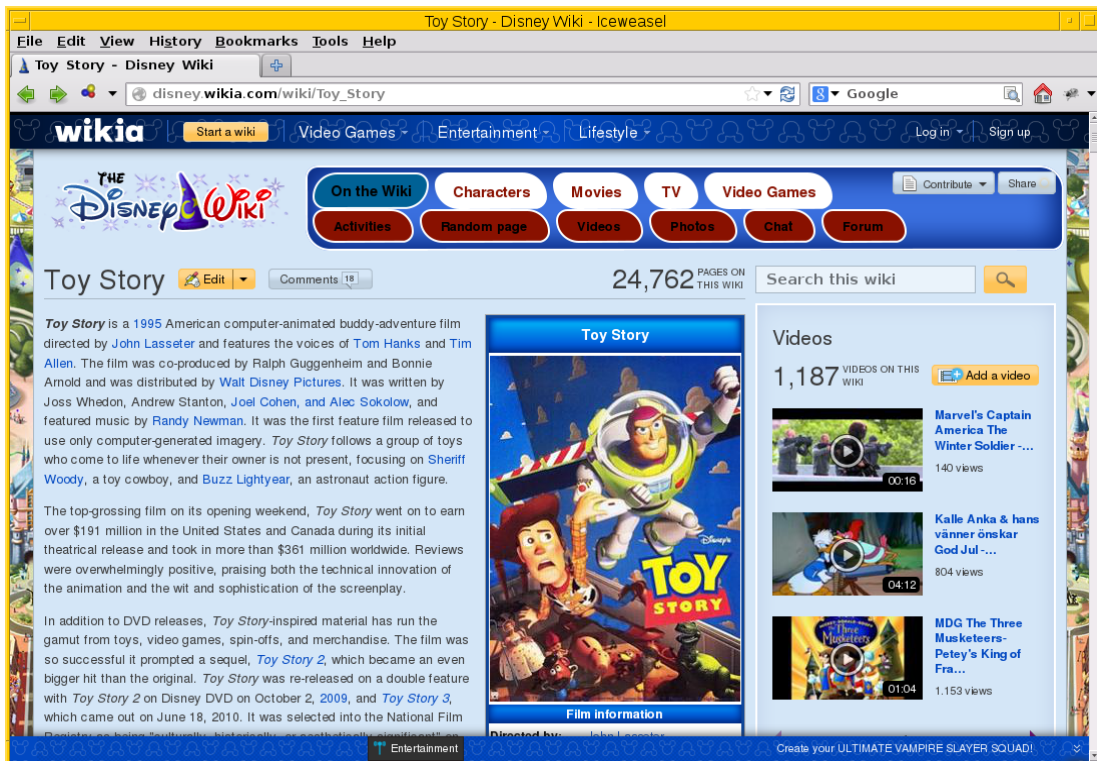 Toy Story - Disney Wiki - Iceweasel
File Edit View History Bookmarks Tools Help
Toy Story - Disney Wiki
disney.wikia.com/wiki/Toy_Story
Google
wikia
Start a wiki
Video Games
Entertainment
Lifestyle
Log in
Sign up
THE
DISNEY Wiki
On the Wiki
Characters
Movies
TV
Video Games
Contribute
Share
Activities
Random page
Videos
Photos
Chat
Forum
Toy Story
Edit
Comments 18
24,762 PAGES ON
THIS WIKI
Search this wiki
Toy Story is a 1995 American computer-animated buddy-adventure film
directed by John Lasseter and features the voices of Tom Hanks and Tim
Allen. The film was co-produced by Ralph Guggenheim and Bonnie
Arnold and was distributed by Walt Disney Pictures. It was written by
Joss Whedon, Andrew Stanton, Joel Cohen, and Alec Sokolow, and
featured music by Randy Newman. It was the first feature film released to
use only computer-generated imagery. Toy Story follows a group of toys
who come to life whenever their owner is not present, focusing on Sheriff
Woody, a toy cowboy, and Buzz Lightyear, an astronaut action figure.
The top-grossing film on its opening weekend, Toy Story went on to earn
over $191 million in the United States and Canada during its initial
theatrical release and took in more than $361 million worldwide. Reviews
were overwhelmingly positive, praising both the technical innovation of
the animation and the wit and sophistication of the screenplay.
In addition to DVD releases, Toy Story-inspired material has run the
gamut from toys, video games, spin-offs, and merchandise. The film was
so successful it prompted a sequel, Toy Story 2, which became an even
bigger hit than the original. Toy Story was re-released on a double feature
with Toy Story 2 on Disney DVD on October 2, 2009, and Toy Story 3,
which came out on June 18, 2010. It was selected into the National Film
Registry as being "culturally, historically, or aesthetically significant" on
Toy Story
Disney's
TOY
STORY
Film information
Directed by: John Lasseter
Videos
1,187 VIDEOS ON THIS
WIKI
Add a video
Marvel's Captain
America The
Winter Soldier -...
140 views
00:16
Kalle Anka & hans
vänner önskar
God Jul -...
804 views
04:12
MDG The Three
Musketeers-
Petey's King of
Fra...
1.153 views
The Three
Musketeers
01:04
Entertainment
Create your ULTIMATE VAMPIRE SLAYER SQUAD!